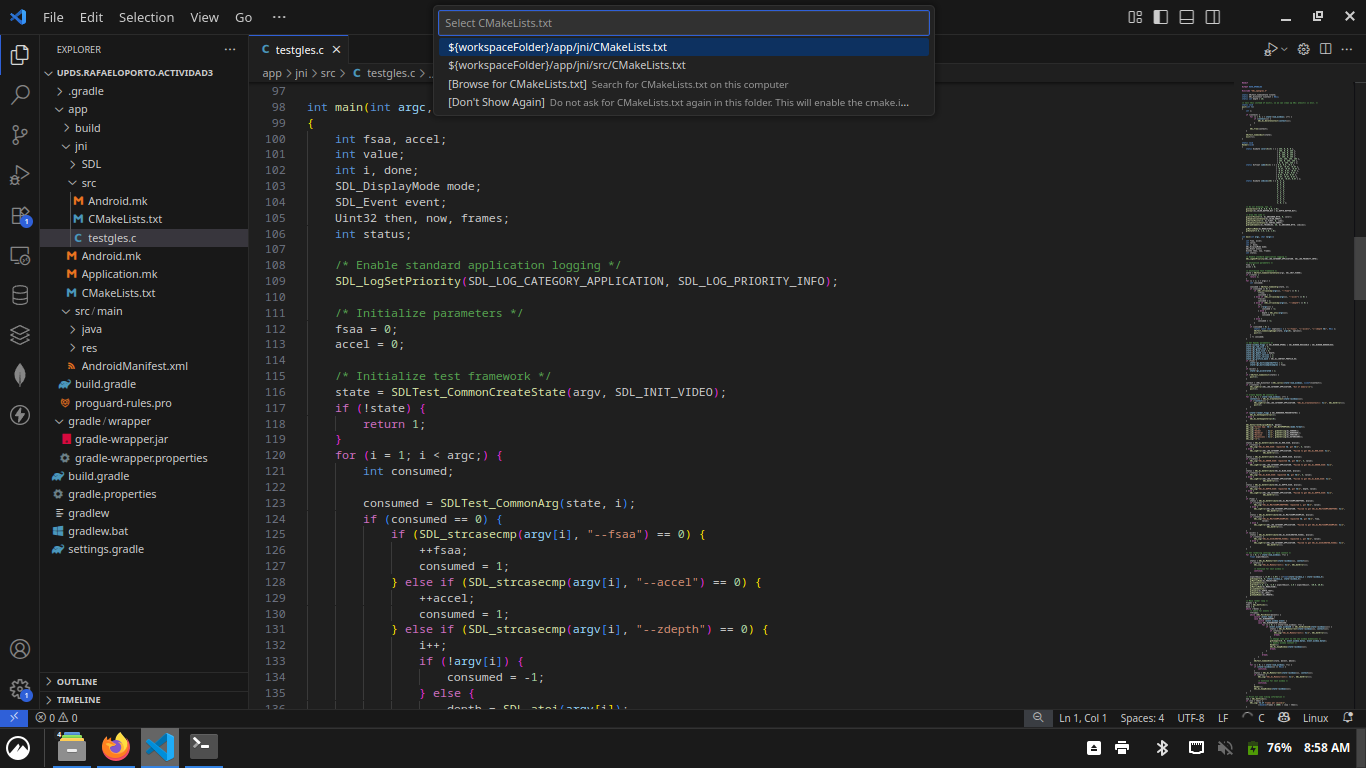 File Edit Selection View Go ···
Select CMakeLists.txt
${workspaceFolder}/app/jni/CMakeLists.txt
${workspaceFolder}/app/jni/src/CMakeLists.txt
[Browse for CMakeLists.txt] Search for CMakeLists.txt on this computer
[Don't Show Again] Do not ask for CMakeLists.txt again in this folder. This will enable the cmake.i...
EXPLORER ···
UPDS.RAFAELOPORTO.ACTIVIDAD3
.gradle
app
build
jni
SDL
src
Android.mk
CMakeLists.txt
testgles.c
Android.mk
Application.mk
CMakeLists.txt
src/main
java
res
AndroidManifest.xml
build.gradle
proguard-rules.pro
gradle/wrapper
gradle-wrapper.jar
gradle-wrapper.properties
build.gradle
gradle.properties
gradlew
gradlew.bat
settings.gradle
OUTLINE
TIMELINE
1
1
C testgles.c
app > jni > src > C testgles.c > ..
97
98 int main(int argc,
99 {
100 int fsaa, accel;
101 int value;
102 int i, done;
103 SDL_DisplayMode mode;
104 SDL_Event event;
105 Uint32 then, now, frames;
106 int status;
107
108 /* Enable standard application logging */
109 SDL_LogSetPriority(SDL_LOG_CATEGORY_APPLICATION, SDL_LOG_PRIORITY_INFO);
110
111 /* Initialize parameters */
112 fsaa = 0;
113 accel = 0;
114
115 /* Initialize test framework */
116 state = SDLTest_CommonCreateState(argv, SDL_INIT_VIDEO);
117 if (!state) {
118 return 1;
119 }
120 for (i = 1; i < argc;) {
121 int consumed;
122
123 consumed = SDLTest_CommonArg(state, i);
124 if (consumed == 0) {
125 if (SDL_strcasecmp(argv[i], "--fsaa") == 0) {
126 ++fsaa;
127 consumed = 1;
128 } else if (SDL_strcasecmp(argv[i], "--accel") == 0) {
129 ++accel;
130 consumed = 1;
131 } else if (SDL_strcasecmp(argv[i], "--zdepth") == 0) {
132 i++;
133 if (!argv[i]) {
134 consumed = -1;
135 } else {
136 depth = SDL_atoi(argv[i]);
0 0 Ln 1, Col 1 Spaces: 4 UTF-8 LF C Linux
4 76% 8:58 AM